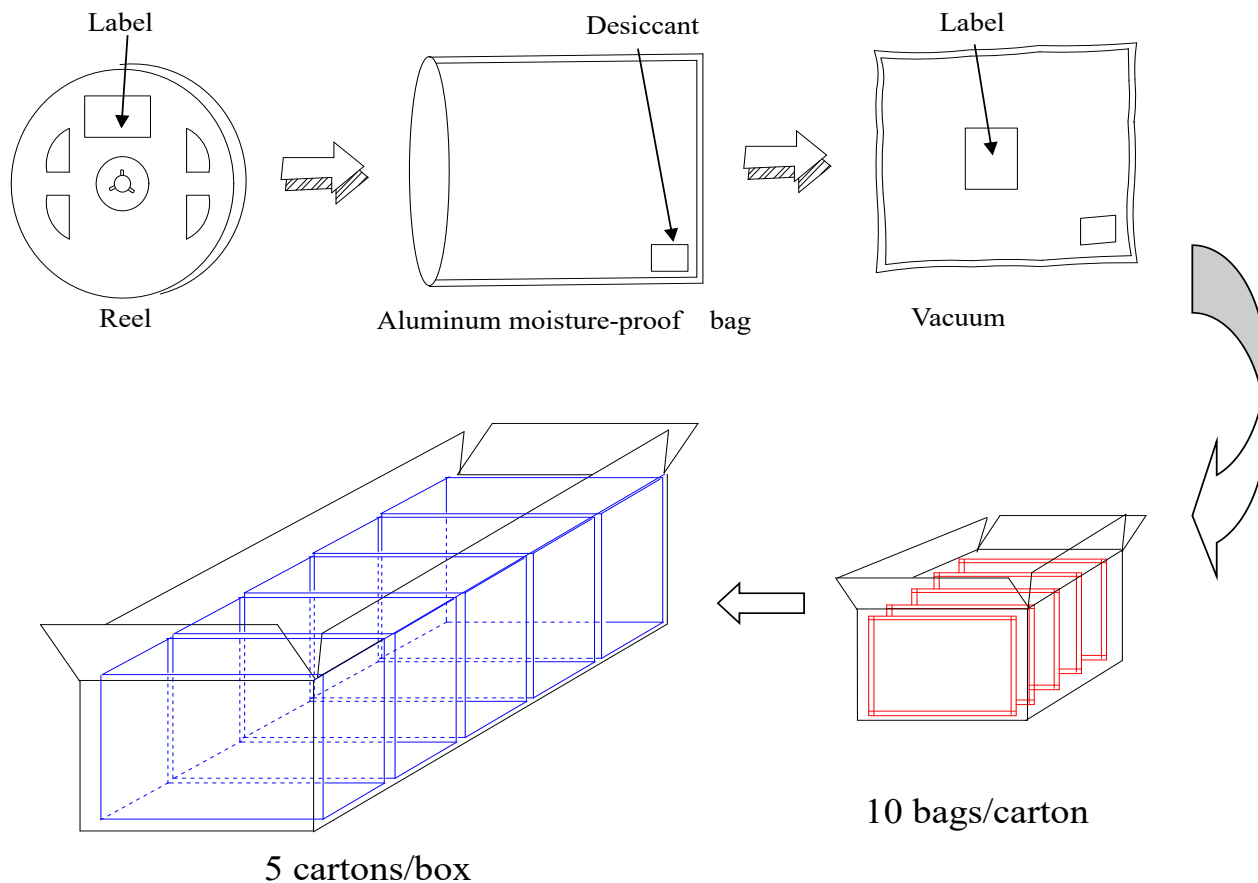 Label
Desiccant
Label
Reel
Aluminum moisture-proof bag
Vacuum
10 bags/carton
5 cartons/box